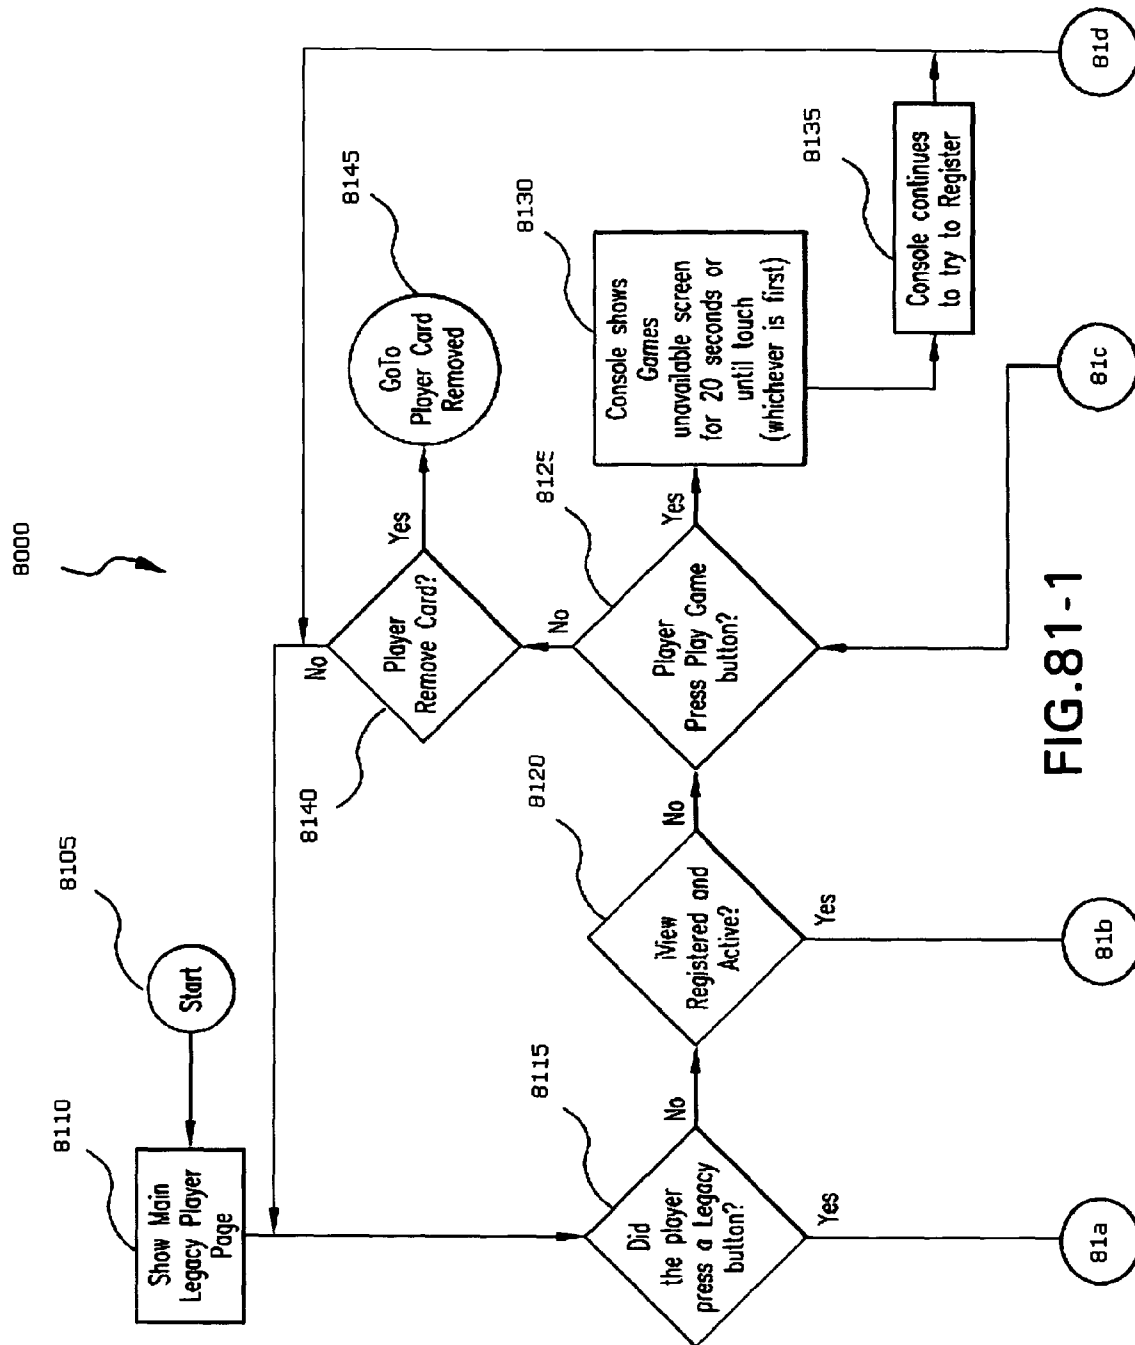 8000
8105
Start
8110
Show Main
Legacy Player
Page
8115
Did
the player
press a Legacy
button?
No
Yes
81a
8120
iView
Registered and
Active?
No
Yes
81b
8125
Player
Press Play Game
button?
Yes
No
8130
Console shows
Games
unavailable screen
for 20 seconds or
until touch
(whichever is first)
8135
Console continues
to try to Register
8140
Player
Remove Card?
Yes
No
8145
GoTo
Player Card
Removed
81c
81d
FIG.81-1